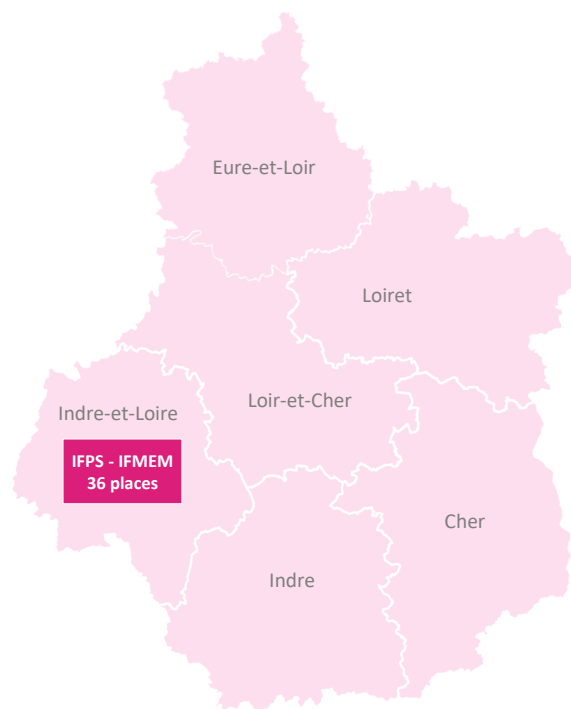 Eure-et-Loir
Loiret
Loir-et-Cher
Indre-et-Loire
IFPS - IFMEM
36 places
Cher
Indre